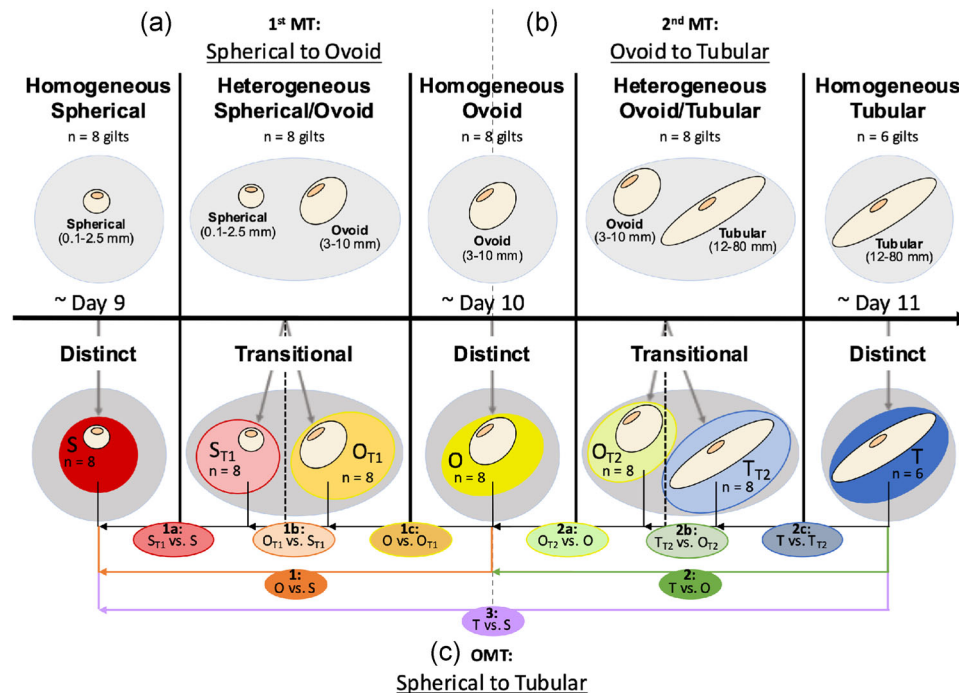 (a)
1st MT:
Spherical to Ovoid
(b)
2nd MT:
Ovoid to Tubular
Homogeneous
Spherical
n = 8 gilts
Heterogeneous
Spherical/Ovoid
n = 8 gilts
Homogeneous
Ovoid
n = 8 gilts
Heterogeneous
Ovoid/Tubular
n = 8 gilts
Homogeneous
Tubular
n = 6 gilts
Spherical
(0.1-2.5 mm)
Spherical
(0.1-2.5 mm)
Ovoid
(3-10 mm)
Ovoid
(3-10 mm)
Ovoid
(3-10 mm)
Tubular
(12-80 mm)
Tubular
(12-80 mm)
~ Day 9
~ Day 10
~ Day 11
Distinct
Transitional
Distinct
Transitional
Distinct
S
n = 8
ST1
n = 8
OT1
n = 8
O
n = 8
OT2
n = 8
TT2
n = 8
T
n = 6
1a:
ST1 vs. S
1b:
OT1 vs. ST1
1c:
O vs. OT1
2a:
OT2 vs. O
2b:
TT2 vs. OT2
2c:
T vs. TT2
1:
O vs. S
2:
T vs. O
3:
T vs. S
(c) OMT:
Spherical to Tubular